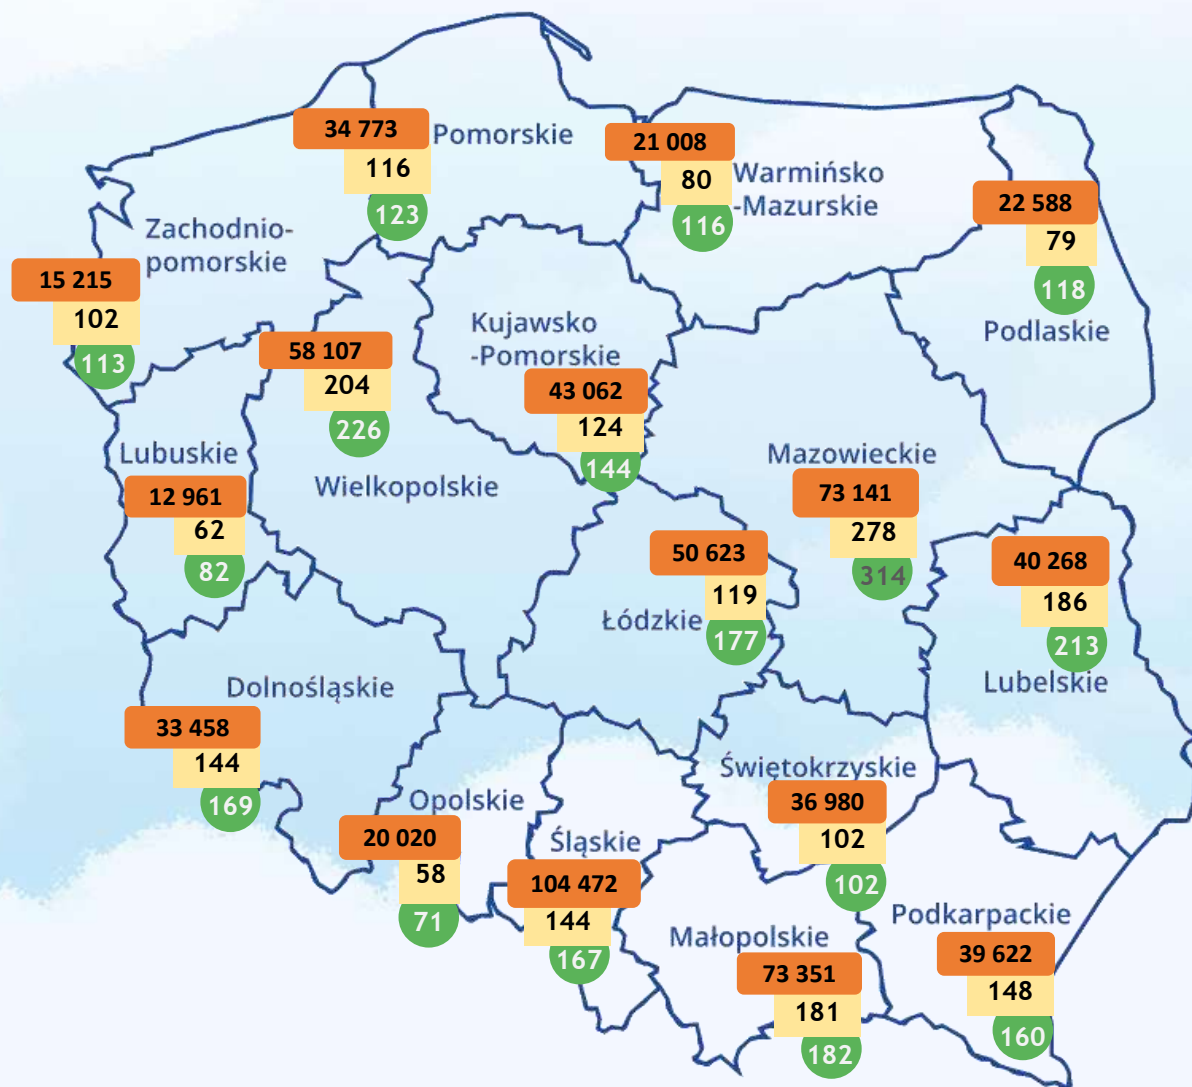 34 773
116
123
Pomorskie
21 008
80
116
Warmińsko
-Mazurskie
22 588
79
118
Podlaskie
Zachodnio-
pomorskie
15 215
102
113
58 107
204
226
Wielkopolskie
Kujawsko
-Pomorskie
43 062
124
144
Lubuskie
12 961
62
82
Mazowieckie
73 141
278
314
50 623
119
177
Łódzkie
40 268
186
213
Lubelskie
Dolnośląskie
33 458
144
169
Opolskie
20 020
58
71
Śląskie
104 472
144
167
Świętokrzyskie
36 980
102
102
Małopolskie
73 351
181
182
Podkarpackie
39 622
148
160